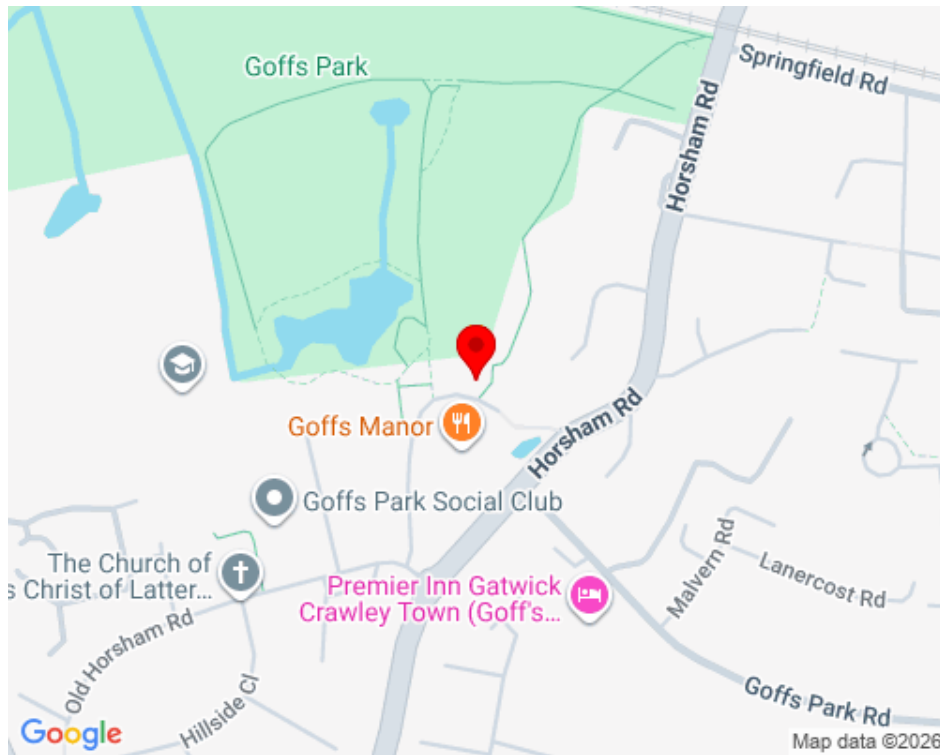 Goffs Park
Springfield Rd
Horsham Rd
Goffs Manor
Horsham Rd
Goffs Park Social Club
The Church of
s Christ of Latter...
Premier Inn Gatwick
Crawley Town (Goff's...
Malvern Rd
Lanercost Rd
Old Horsham Rd
Hillside Cl
Goffs Park Rd
Google
Map data ©2026